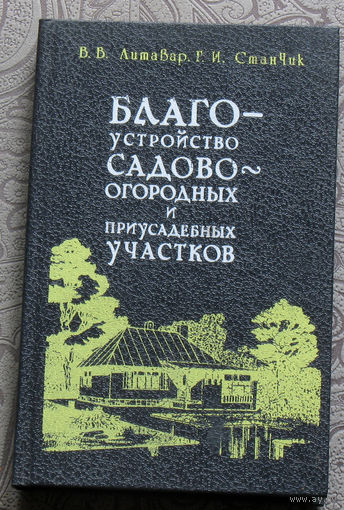 В. В. Литавар, Г. И. Станчик
БЛАГО-
УСТРОЙСТВО
САДОВО~
ОГОРОДНЫХ
И
ПРИУСАДЕБНЫХ
УЧАСТКОВ